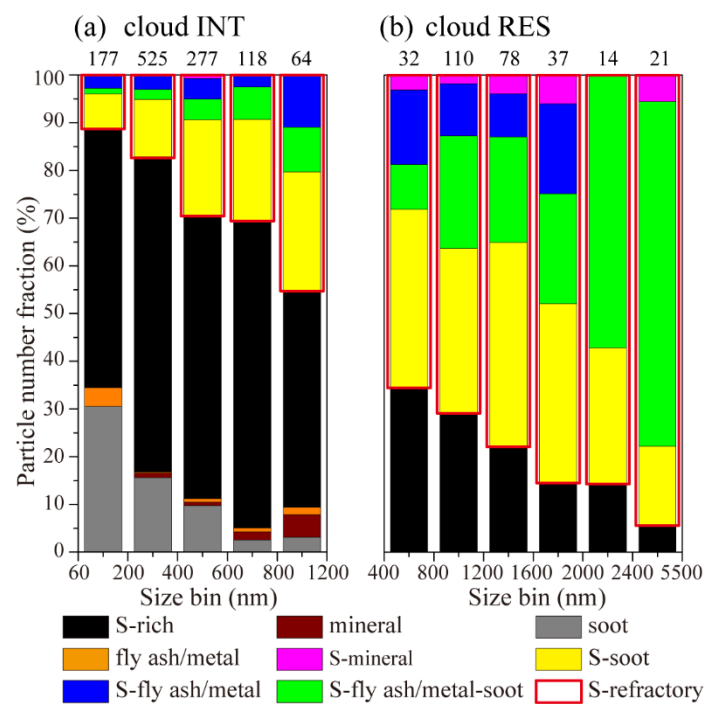 (a) cloud INT
(b) cloud RES
177 525 277 118 64
32 110 78 37 14 21
100
90
80
70
60
50
40
30
20
10
0
Particle number fraction (%)
60 200 400 600 800 1200
400 800 1200 1600 2000 2400 5500
Size bin (nm)
Size bin (nm)
S-rich
mineral
soot
fly ash/metal
S-mineral
S-soot
S-fly ash/metal
S-fly ash/metal-soot
S-refractory